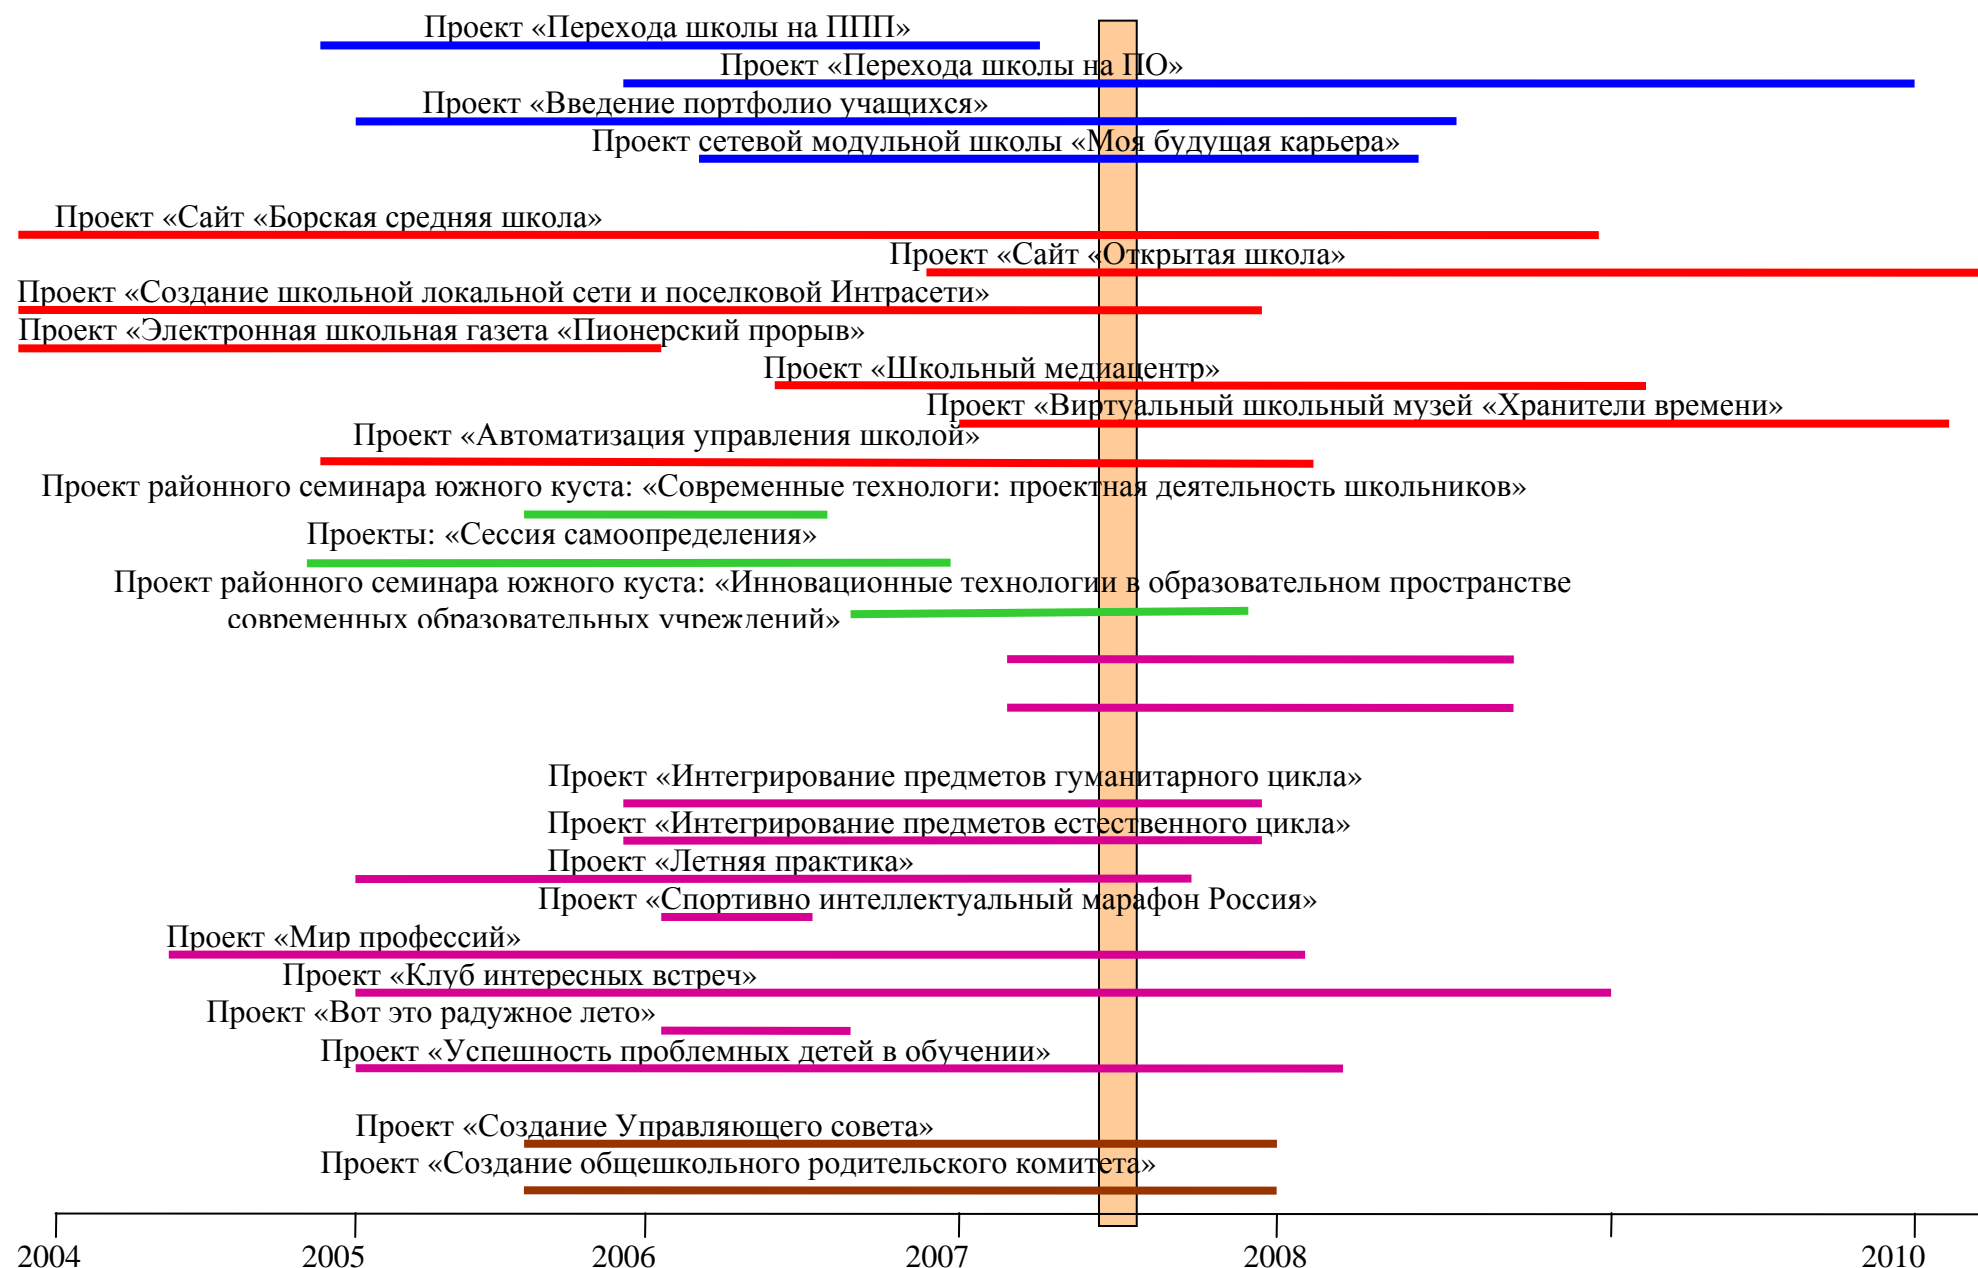 Проект «Перехода школы на ППП»
Проект «Перехода школы на ПО»
Проект «Введение портфолио учащихся»
Проект сетевой модульной школы «Моя будущая карьера»
Проект «Сайт «Борская средняя школа»
Проект «Сайт «Открытая школа»
Проект «Создание школьной локальной сети и поселковой Интрасети»
Проект «Электронная школьная газета «Пионерский прорыв»
Проект «Школьный медиацентр»
Проект «Виртуальный школьный музей «Хранители времени»
Проект «Автоматизация управления школой»
Проект районного семинара южного куста: «Современные технологи: проектная деятельность школьников»
Проекты: «Сессия самоопределения»
Проект районного семинара южного куста: «Инновационные технологии в образовательном пространстве
современных образовательных учреждений»
Проект «Интегрирование предметов гуманитарного цикла»
Проект «Интегрирование предметов естественного цикла»
Проект «Летняя практика»
Проект «Спортивно интеллектуальный марафон Россия»
Проект «Мир профессий»
Проект «Клуб интересных встреч»
Проект «Вот это радужное лето»
Проект «Успешность проблемных детей в обучении»
Проект «Создание Управляющего совета»
Проект «Создание общешкольного родительского комитета»
2004 2005 2006 2007 2008 2010